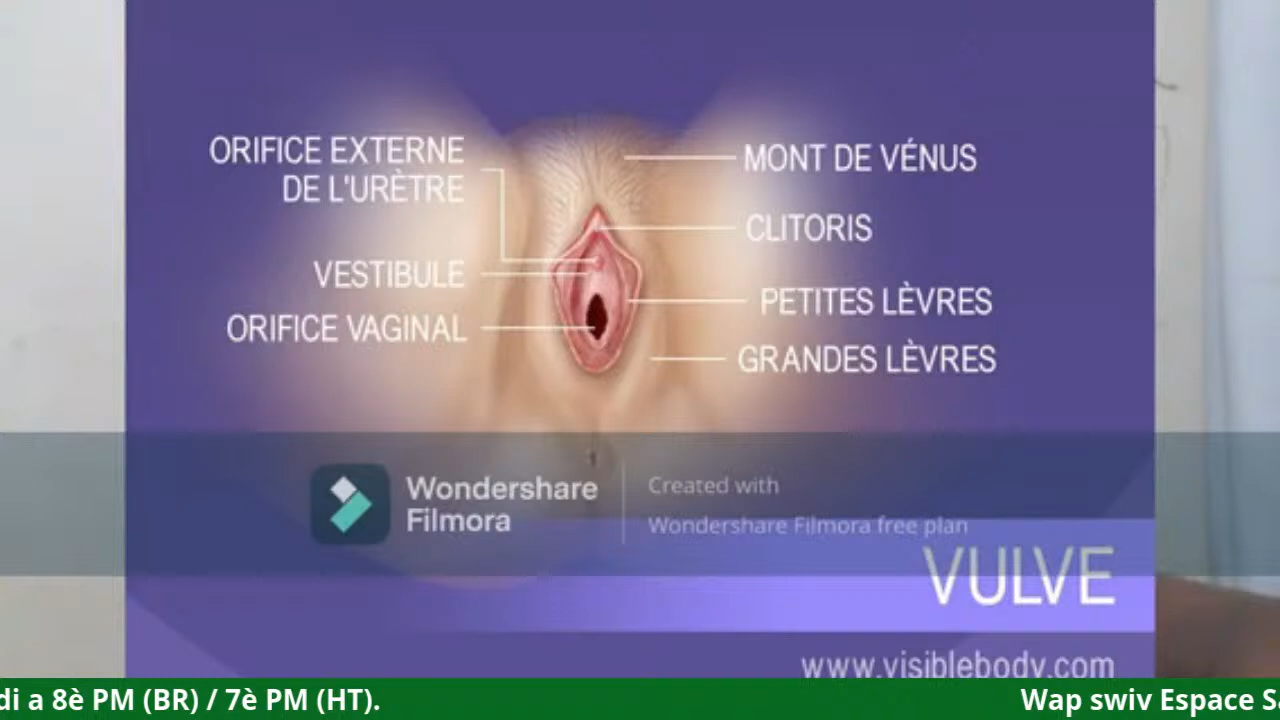 ORIFICE EXTERNE
DE L'URÈTRE
VESTIBULE
ORIFICE VAGINAL
MONT DE VÉNUS
CLITORIS
PETITES LÈVRES
GRANDES LÈVRES
Wondershare
Filmora
Created with
Wondershare Filmora free plan
VULVE
www.visiblebody.com
di a 8è PM (BR) / 7è PM (HT).
Wap swiv Espace